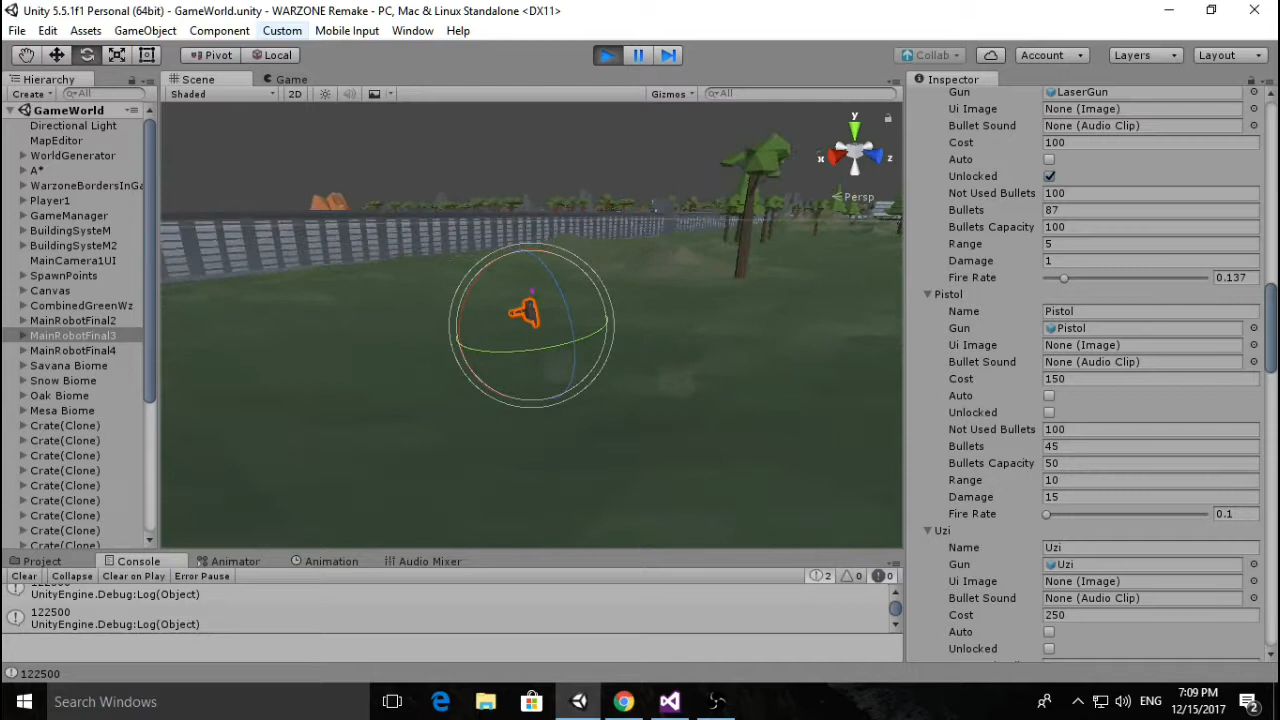 Unity 5.5.1f1 Personal (64bit) - GameWorld.unity - WARZONE Remake - PC, Mac & Linux Standalone <DX11>
File Edit Assets GameObject Component Custom Mobile Input Window Help
Pivot Local Collab Account Layers Layout
Hierarchy
Create All
GameWorld
Directional Light
MapEditor
WorldGenerator
A*
WarzoneBordersInGa
Player1
GameManager
BuildingSysteM
BuildingSysteM2
MainCamera1UI
SpawnPoints
Canvas
CombinedGreenWz
MainRobotFinal2
MainRobotFinal3
MainRobotFinal4
Savana Biome
Snow Biome
Oak Biome
Mesa Biome
Crate(Clone)
Crate(Clone)
Crate(Clone)
Crate(Clone)
Crate(Clone)
Crate(Clone)
Crate(Clone)
Crate(Clone)
Crate(Clone)
Scene Game
Shaded 2D Gizmos All
y
x
z
Persp
Inspector
Gun LaserGun
Ui Image None (Image)
Bullet Sound None (Audio Clip)
Cost 100
Auto
Unlocked
Not Used Bullets 100
Bullets 87
Bullets Capacity 100
Range 5
Damage 1
Fire Rate 0.137
Pistol
Name Pistol
Gun Pistol
Ui Image None (Image)
Bullet Sound None (Audio Clip)
Cost 150
Auto
Unlocked
Not Used Bullets 100
Bullets 45
Bullets Capacity 50
Range 10
Damage 15
Fire Rate 0.1
Uzi
Name Uzi
Gun Uzi
Ui Image None (Image)
Bullet Sound None (Audio Clip)
Cost 250
Auto
Unlocked
Project Console Animator Animation Audio Mixer
Clear Collapse Clear on Play Error Pause 2 0 0
122500
UnityEngine.Debug:Log(Object)
122500
UnityEngine.Debug:Log(Object)
122500
Search Windows
ENG
7:09 PM
12/15/2017
2